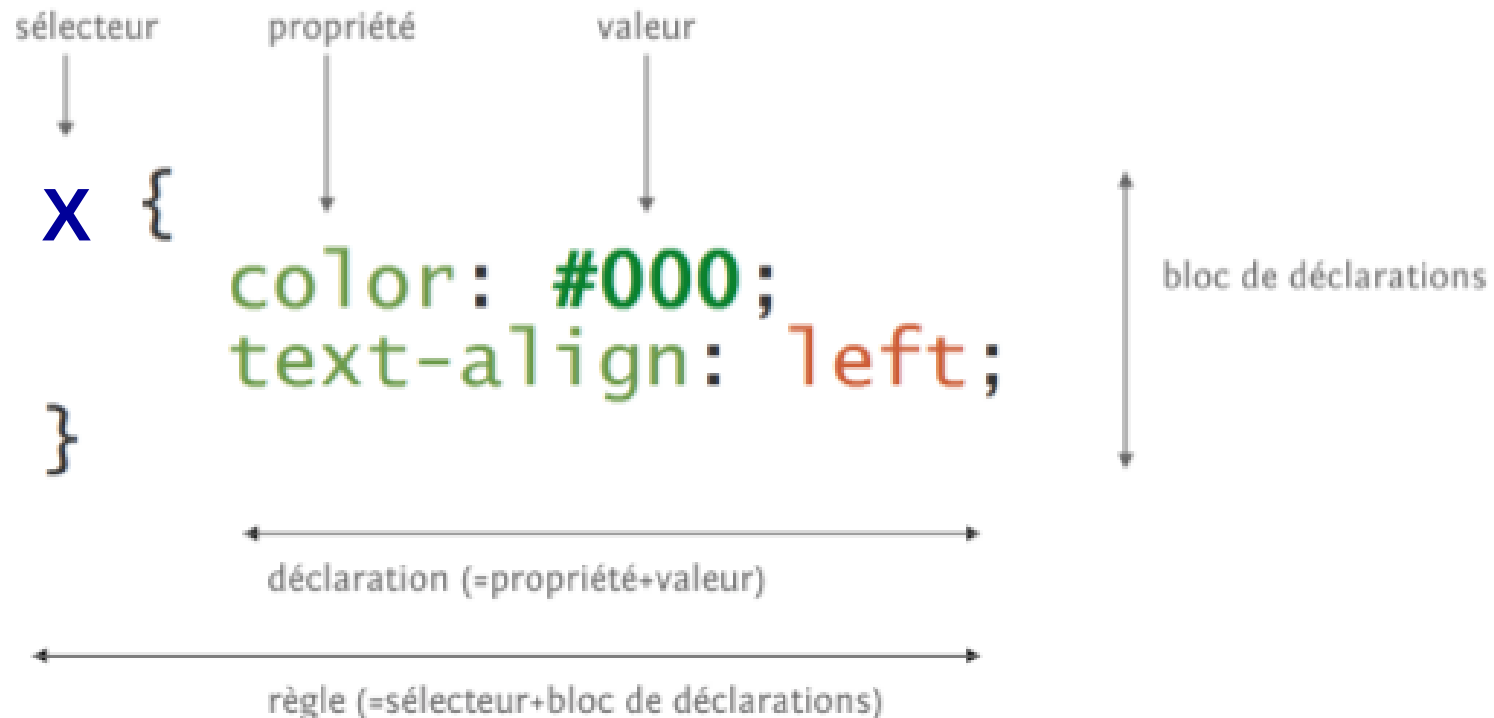 sélecteur propriété valeur
x {
color: #000;
bloc de déclarations
text-align: left;
}
déclaration (=propriété+valeur)
règle (=sélecteur+bloc de déclarations)